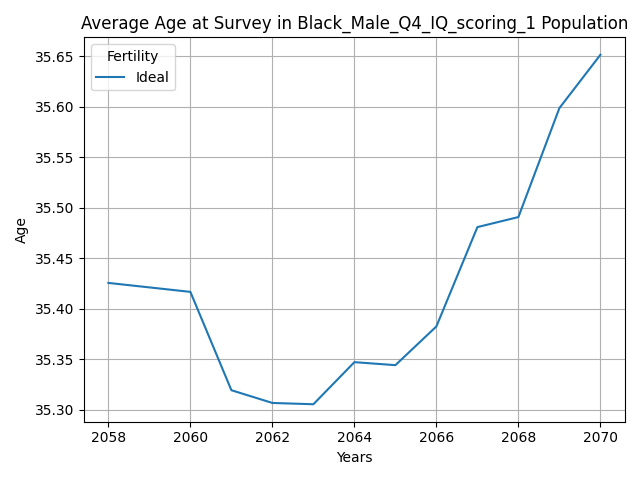 Average Age at Survey in Black_Male_Q4_IQ_scoring_1 Population
Fertility
Ideal
35.65
35.60
35.55
35.50
35.45
35.40
35.35
35.30
Age
2058 2060 2062 2064 2066 2068 2070
Years